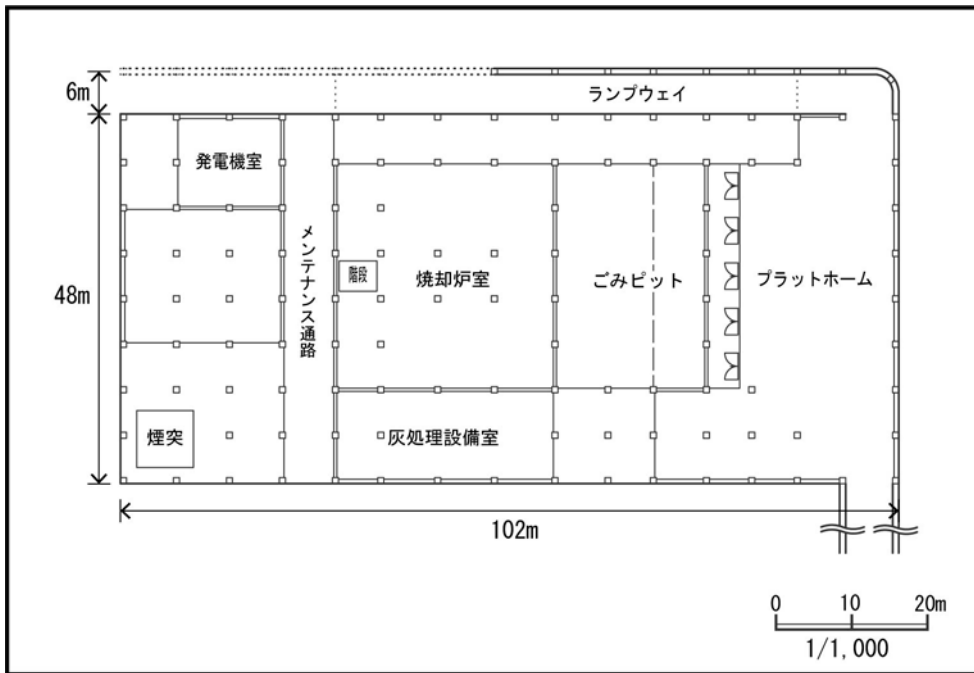 6m
ランプウェイ
発電機室
メンテナンス通路
階段
焼却炉室
ごみピット
プラットホーム
48m
煙突
灰処理設備室
102m
0 10 20m
1/1,000